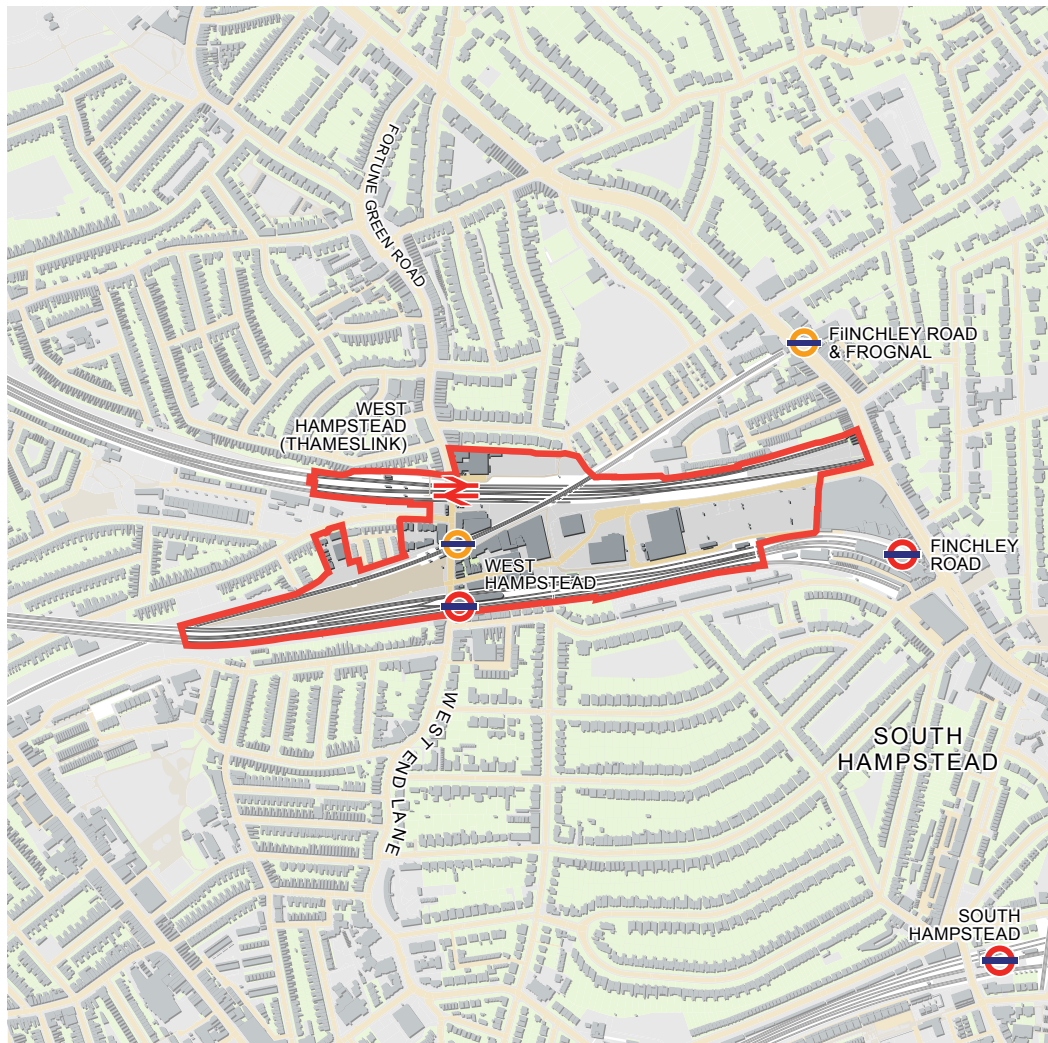 FORTUNE GREEN ROAD
FiINCHLEY ROAD
& FROGNAL
WEST
HAMPSTEAD
(THAMESLINK)
FINCHLEY
ROAD
WEST
HAMPSTEAD
WEST END LANE
SOUTH
HAMPSTEAD
SOUTH
HAMPSTEAD